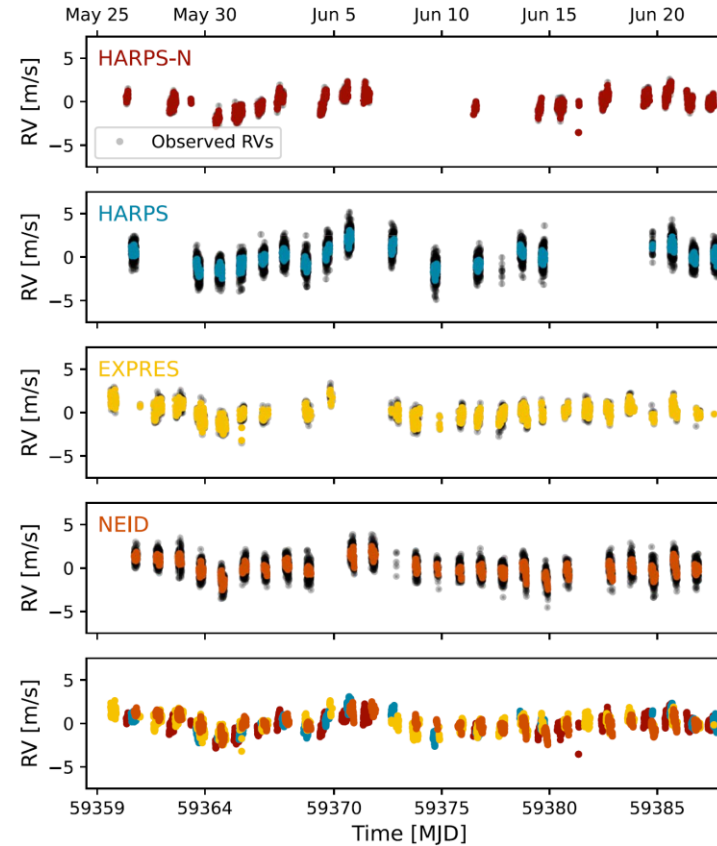 May 25 May 30 Jun 5 Jun 10 Jun 15 Jun 20
HARPS-N
RV [m/s]
5
0
−5
Observed RVs
HARPS
RV [m/s]
5
0
−5
EXPRES
RV [m/s]
5
0
−5
NEID
RV [m/s]
5
0
−5
RV [m/s]
5
0
−5
59359 59364 59370 59375 59380 59385
Time [MJD]